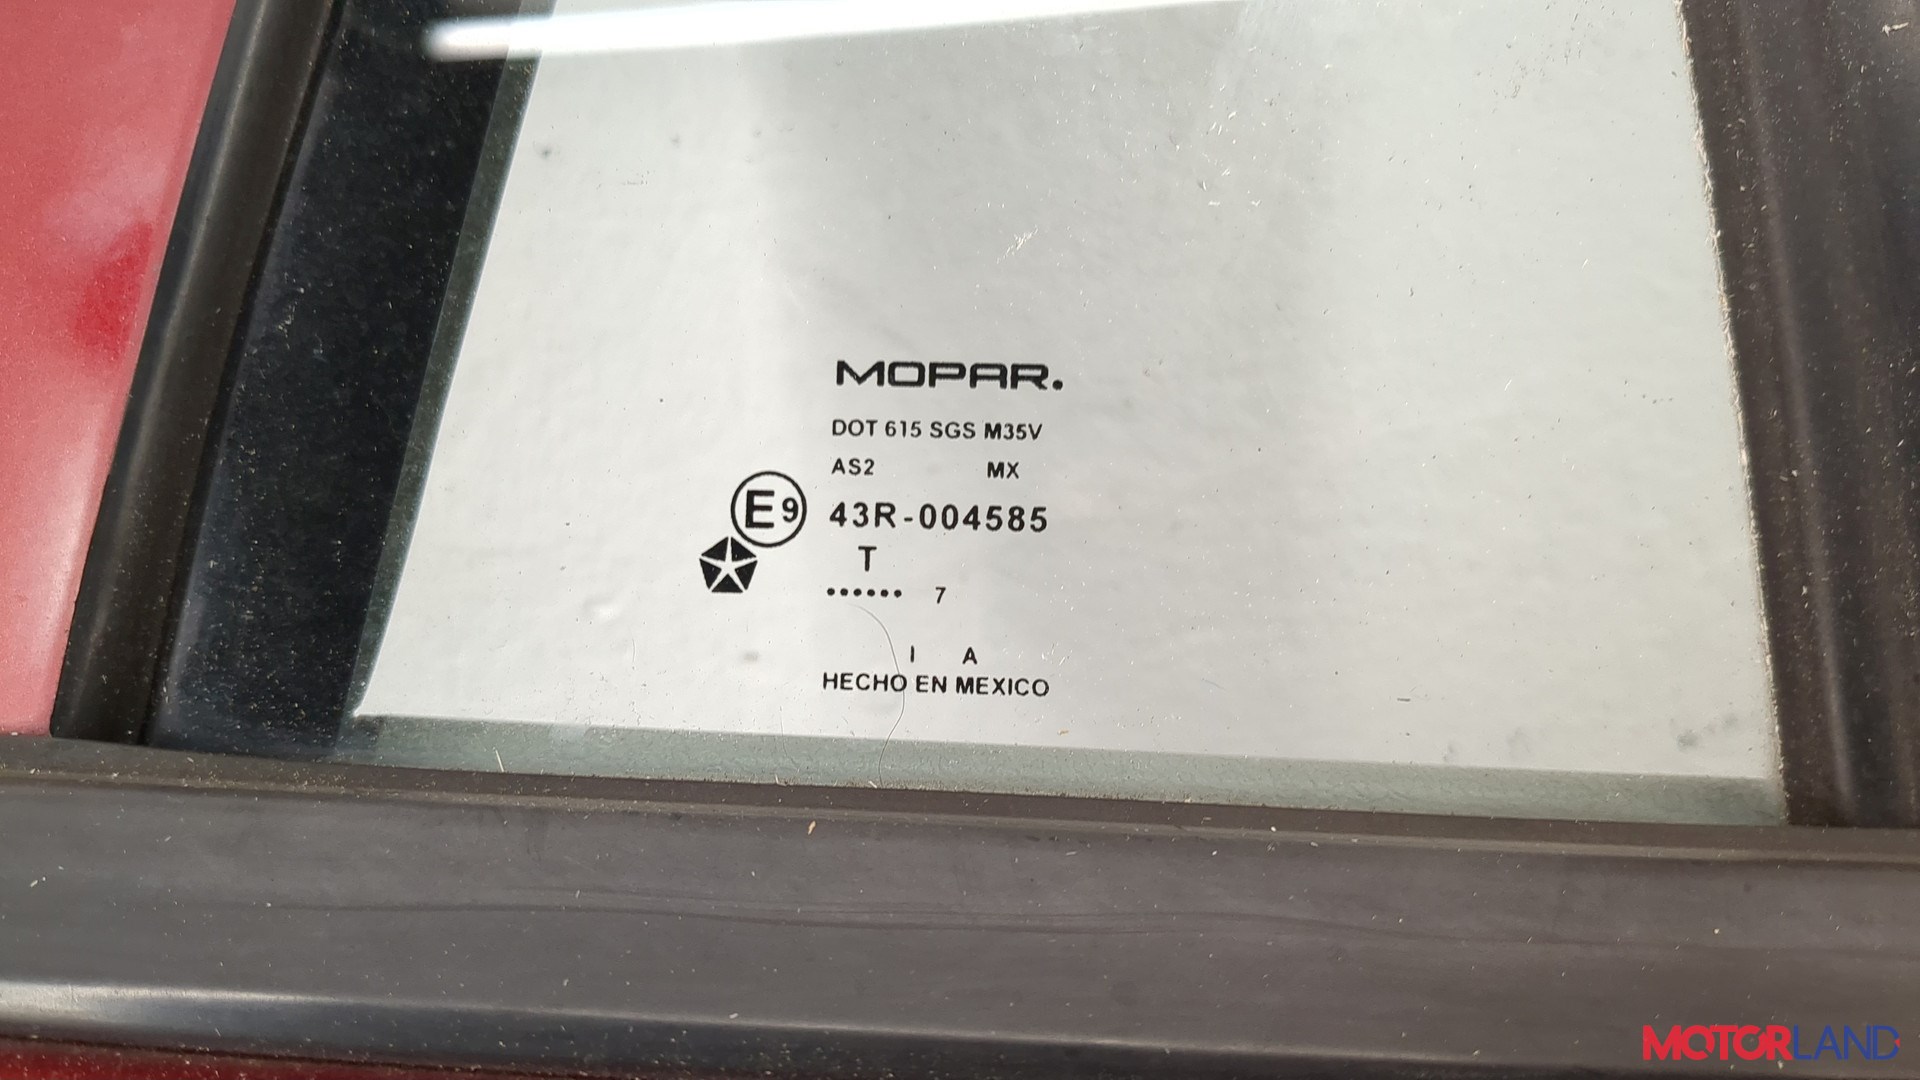 MOPAR.
DOT 615 SGS M35V
AS2 MX
E9 43R-004585
T
•••••• 7
I A
HECHO EN MEXICO
MOTORLAND